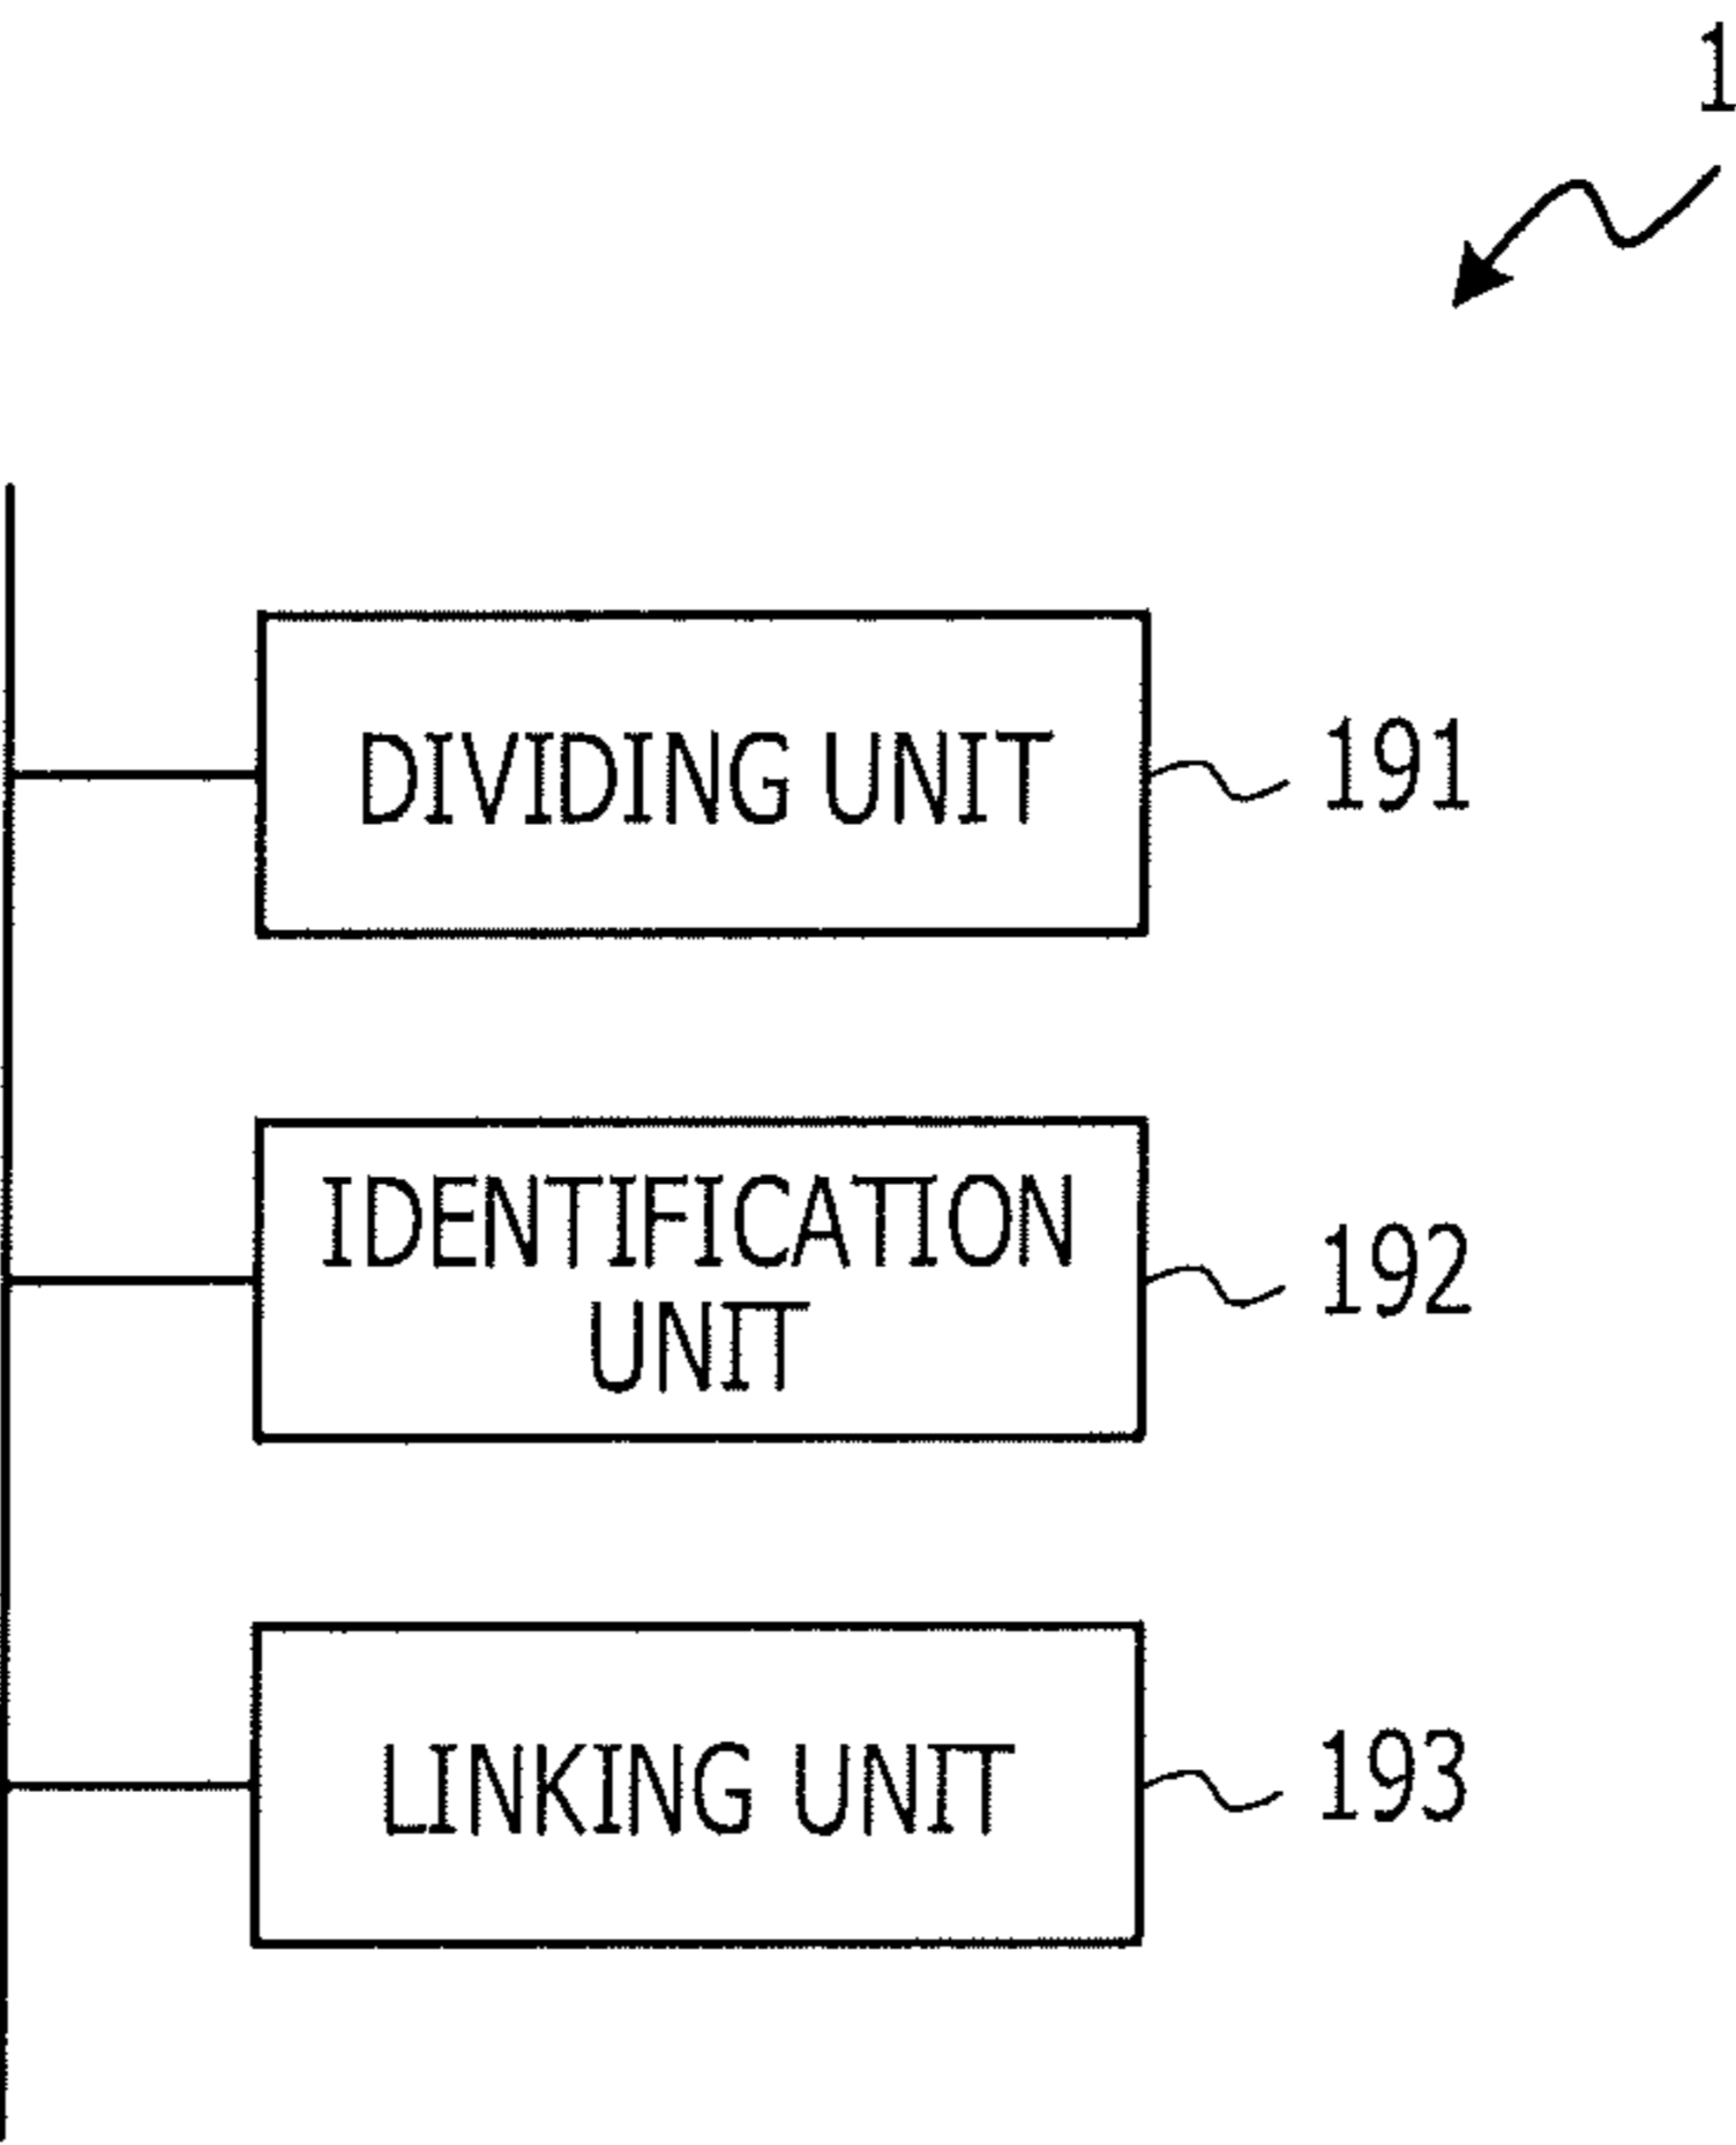 1
DIVIDING UNIT
191
IDENTIFICATION
UNIT
192
LINKING UNIT
193